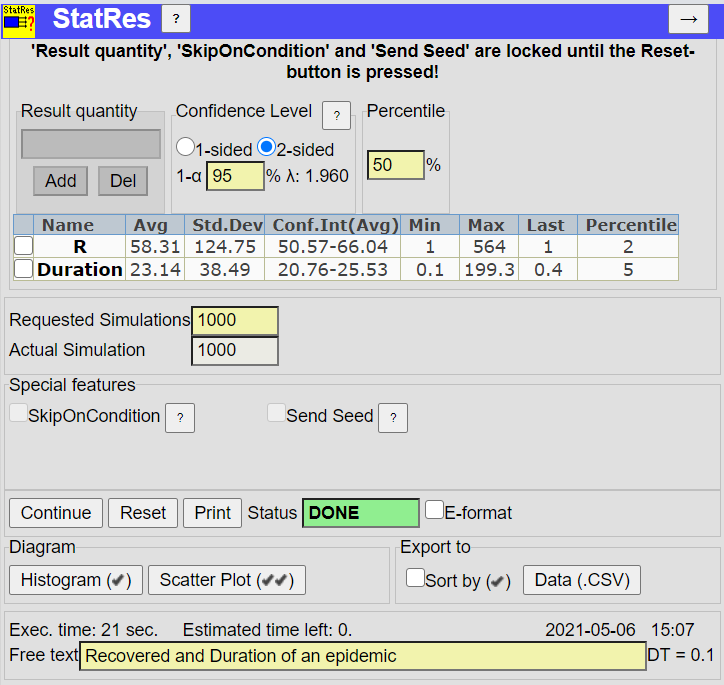 StatRes
StatRes ? →
'Result quantity', 'SkipOnCondition' and 'Send Seed' are locked until the Reset-
button is pressed!
Result quantity Confidence Level ? Percentile
1-sided 2-sided
Add Del 1-α 95 % λ: 1.960 50 %
Name Avg Std.Dev Conf.Int(Avg) Min Max Last Percentile
R 58.31 124.75 50.57-66.04 1 564 1 2
Duration 23.14 38.49 20.76-25.53 0.1 199.3 0.4 5
Requested Simulations 1000
Actual Simulation 1000
Special features
SkipOnCondition ? Send Seed ?
Continue Reset Print Status DONE E-format
Diagram Export to
Histogram (✔) Scatter Plot (✔✔) Sort by (✔) Data (.CSV)
Exec. time: 21 sec. Estimated time left: 0. 2021-05-06 15:07
Free text Recovered and Duration of an epidemic DT = 0.1